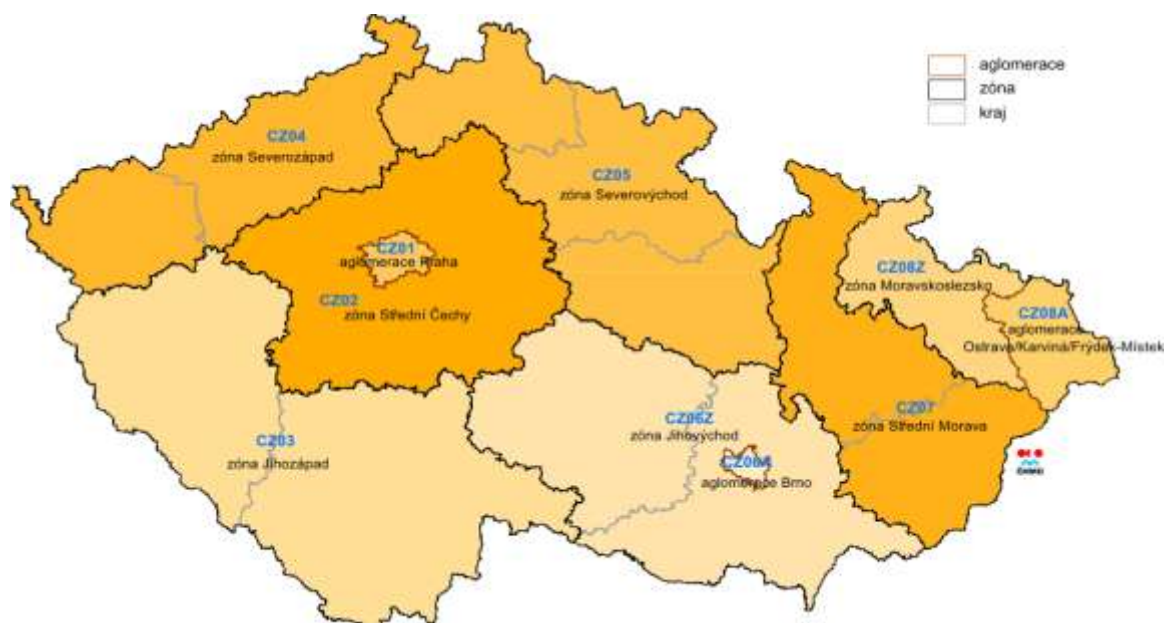 aglomerace
zóna
kraj
CZ04
zóna Severozápad
CZ05
zóna Severovýchod
CZ01
aglomerace Praha
CZ02
zóna Střední Čechy
CZ08Z
zóna Moravskoslezsko
CZ08A
aglomerace
Ostrava/Karviná/Frýdek-Místek
CZ07
zóna Střední Morava
CZ06Z
zóna Jihovýchod
CZ03
zóna Jihozápad
CZ06A
aglomerace Brno